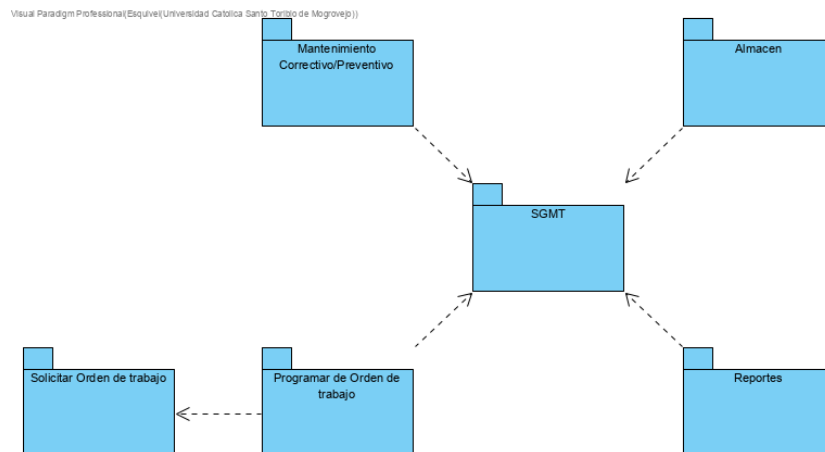 Visual Paradigm Professional(Esquivel(Universidad Catolica Santo Toribio de Mogrovejo))
Mantenimiento
Correctivo/Preventivo
Almacen
SGMT
Solicitar Orden de trabajo
Programar de Orden de
trabajo
Reportes